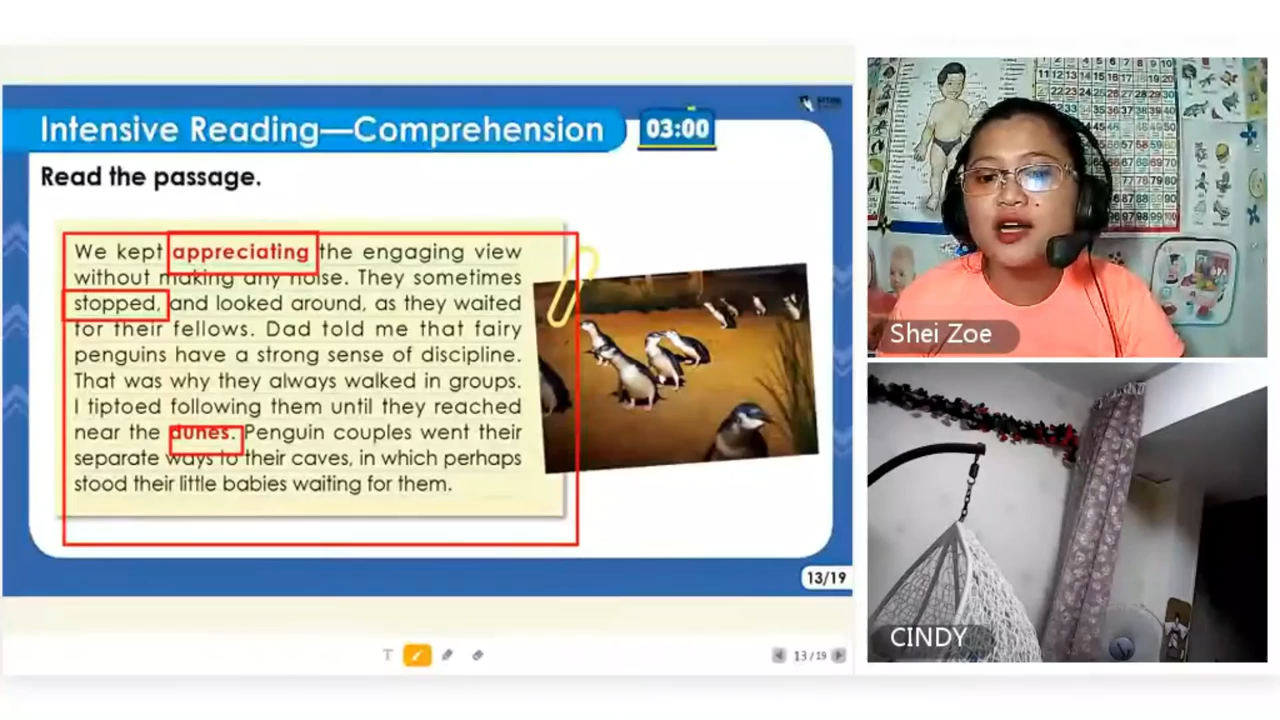 Intensive Reading—Comprehension
03:00
Read the passage.
We kept appreciating the engaging view
without making any noise. They sometimes
stopped, and looked around, as they waited
for their fellows. Dad told me that fairy
penguins have a strong sense of discipline.
That was why they always walked in groups.
I tiptoed following them until they reached
near the dunes. Penguin couples went their
separate ways to their caves, in which perhaps
stood their little babies waiting for them.
13/19
T
13/19
Shei Zoe
CINDY